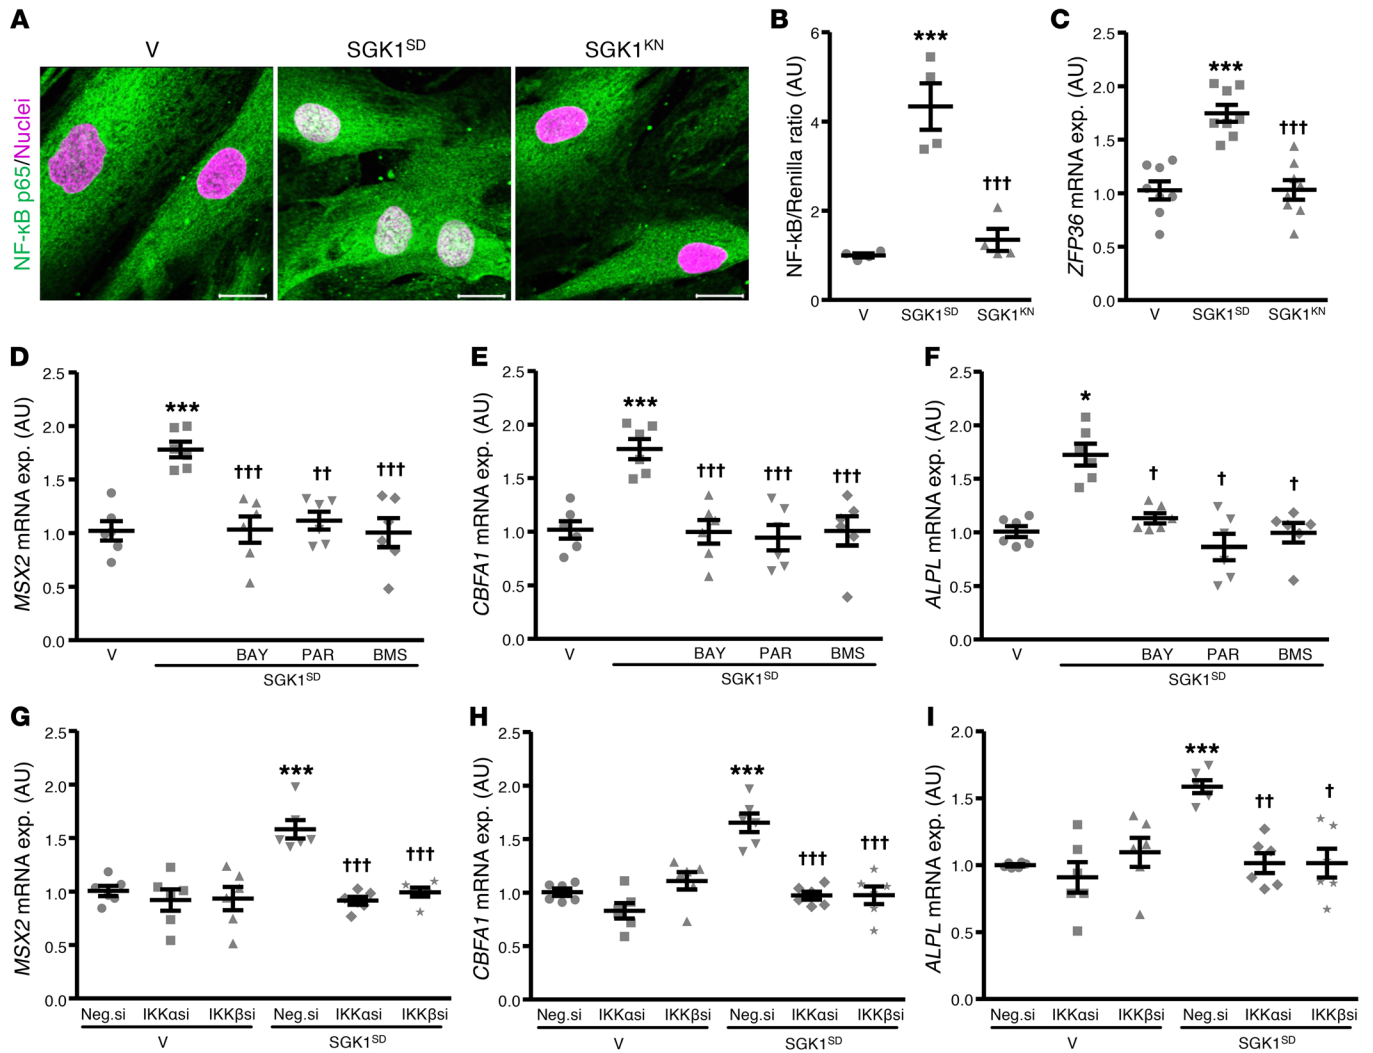 A
V
SGK1SD
SGK1KN
NF-κB p65/Nuclei
B
NF-κB/Renilla ratio (AU)
6
4
2
0
***
†††
V
SGK1SD
SGK1KN
C
ZFP36 mRNA exp. (AU)
2.5
2.0
1.5
1.0
0.5
0.0
***
†††
V
SGK1SD
SGK1KN
D
MSX2 mRNA exp. (AU)
2.5
2.0
1.5
1.0
0.5
0.0
***
†††
††
†††
V
BAY
PAR
BMS
SGK1SD
E
CBFA1 mRNA exp. (AU)
2.5
2.0
1.5
1.0
0.5
0.0
***
†††
†††
†††
V
BAY
PAR
BMS
SGK1SD
F
ALPL mRNA exp. (AU)
2.5
2.0
1.5
1.0
0.5
0.0
*
†
†
†
V
BAY
PAR
BMS
SGK1SD
G
MSX2 mRNA exp. (AU)
2.5
2.0
1.5
1.0
0.5
0.0
***
†††
†††
Neg.si
IKKαsi
IKKβsi
Neg.si
IKKαsi
IKKβsi
V
SGK1SD
H
CBFA1 mRNA exp. (AU)
2.5
2.0
1.5
1.0
0.5
0.0
***
†††
†††
Neg.si
IKKαsi
IKKβsi
Neg.si
IKKαsi
IKKβsi
V
SGK1SD
I
ALPL mRNA exp. (AU)
2.0
1.5
1.0
0.5
0.0
***
††
†
Neg.si
IKKαsi
IKKβsi
Neg.si
IKKαsi
IKKβsi
V
SGK1SD